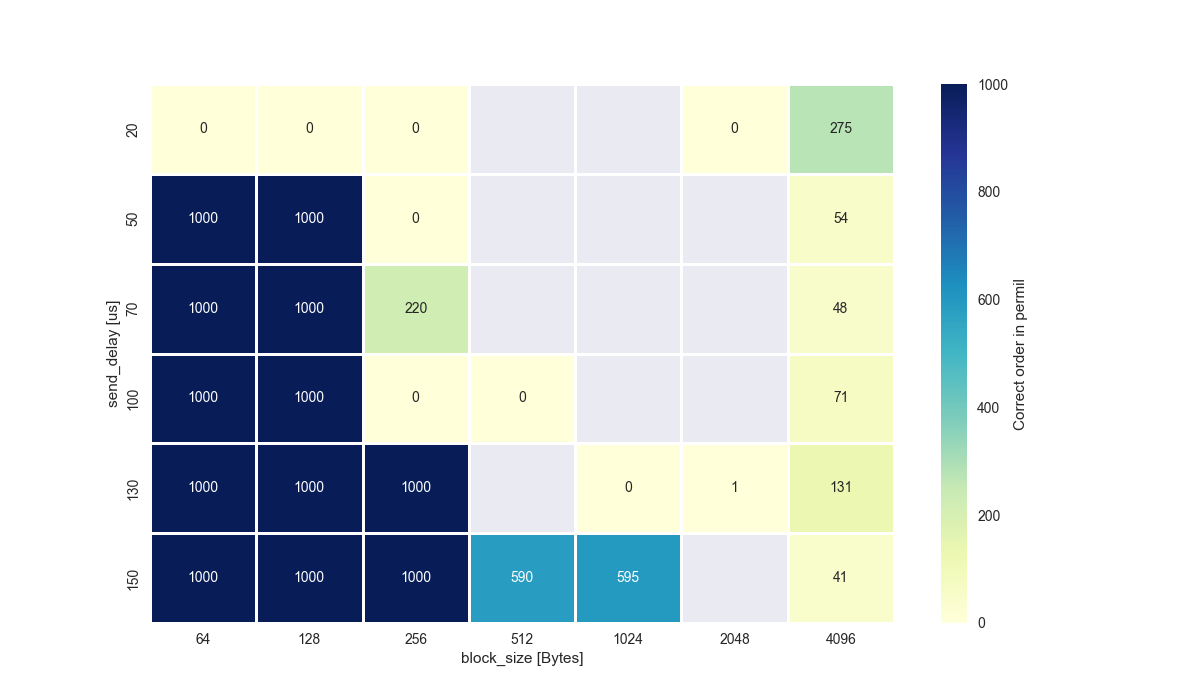 20 0 0 0 0 275
50 1000 1000 0 54
70 1000 1000 220 48
100 1000 1000 0 0 71
130 1000 1000 1000 0 1 131
150 1000 1000 1000 590 595 41
64 128 256 512 1024 2048 4096
block_size [Bytes]
send_delay [us]
1000
800
600
400
200
0
Correct order in permil